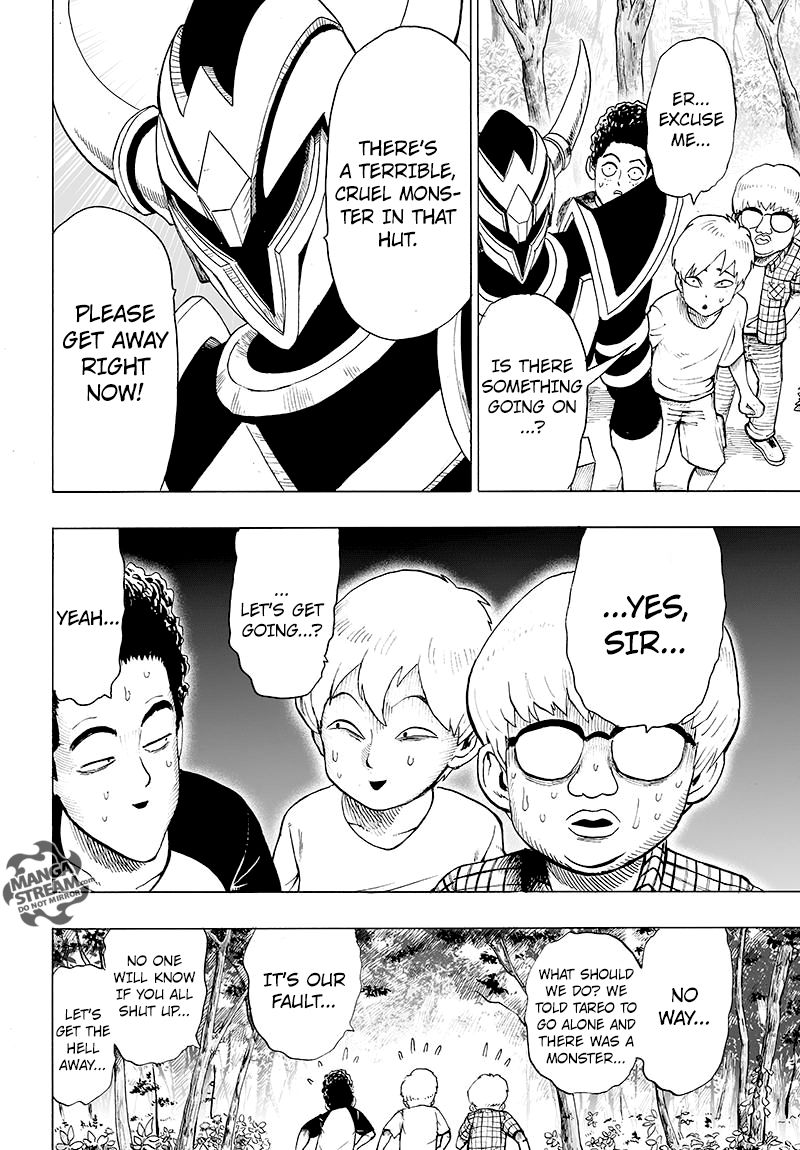 ER...
EXCUSE
ME...
IS THERE
SOMETHING
GOING ON
...?
THERE'S
A TERRIBLE,
CRUEL MONS-
TER IN THAT
HUT.
PLEASE
GET AWAY
RIGHT
NOW!
...YES,
SIR...
...
LET'S GET
GOING...?
YEAH...
NO
WAY...
WHAT SHOULD
WE DO? WE
TOLD TAREO TO
GO ALONE AND
THERE WAS A
MONSTER...
IT'S OUR
FAULT...
NO ONE
WILL KNOW
IF YOU ALL
SHUT UP...
LET'S
GET THE
HELL
AWAY...
MANGA
STREAM.com
DO NOT MIRROR